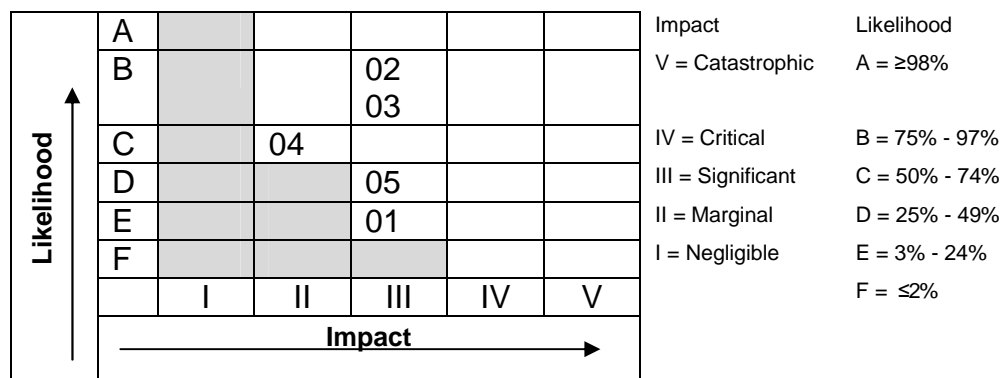 Likelihood
A
B 02
03
C 04
D 05
E 01
F
I II III IV V
Impact
Impact Likelihood
V = Catastrophic A = ≥98%
IV = Critical B = 75% - 97%
III = Significant C = 50% - 74%
II = Marginal D = 25% - 49%
I = Negligible E = 3% - 24%
F = ≤2%